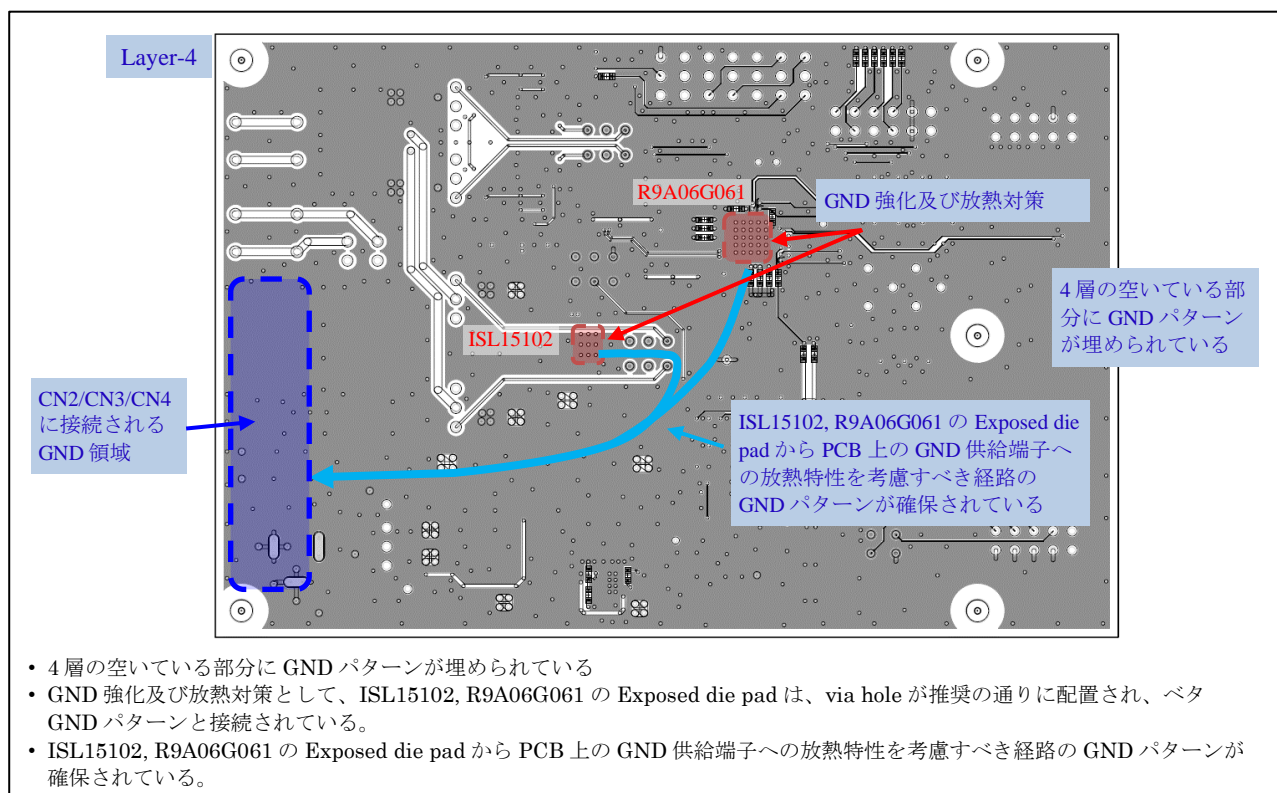 Layer-4
R9A06G061
GND 強化及び放熱対策
4 層の空いている部
分に GND パターン
が埋められている
ISL15102
CN2/CN3/CN4
に接続される
GND 領域
ISL15102, R9A06G061 の Exposed die
pad から PCB 上の GND 供給端子へ
の放熱特性を考慮すべき経路の
GND パターンが確保されている
• 4 層の空いている部分に GND パターンが埋められている
• GND 強化及び放熱対策として、ISL15102, R9A06G061 の Exposed die pad は、via hole が推奨の通りに配置され、ベタ
GND パターンと接続されている。
• ISL15102, R9A06G061 の Exposed die pad から PCB 上の GND 供給端子への放熱特性を考慮すべき経路の GND パターンが
確保されている。